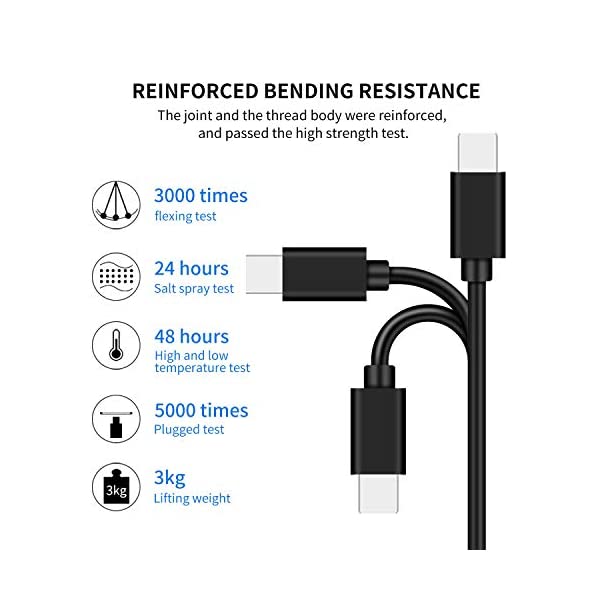 REINFORCED BENDING RESISTANCE
The joint and the thread body were reinforced,
and passed the high strength test.
3000 times
flexing test
24 hours
Salt spray test
48 hours
High and low
temperature test
5000 times
Plugged test
3kg
3kg
Lifting weight